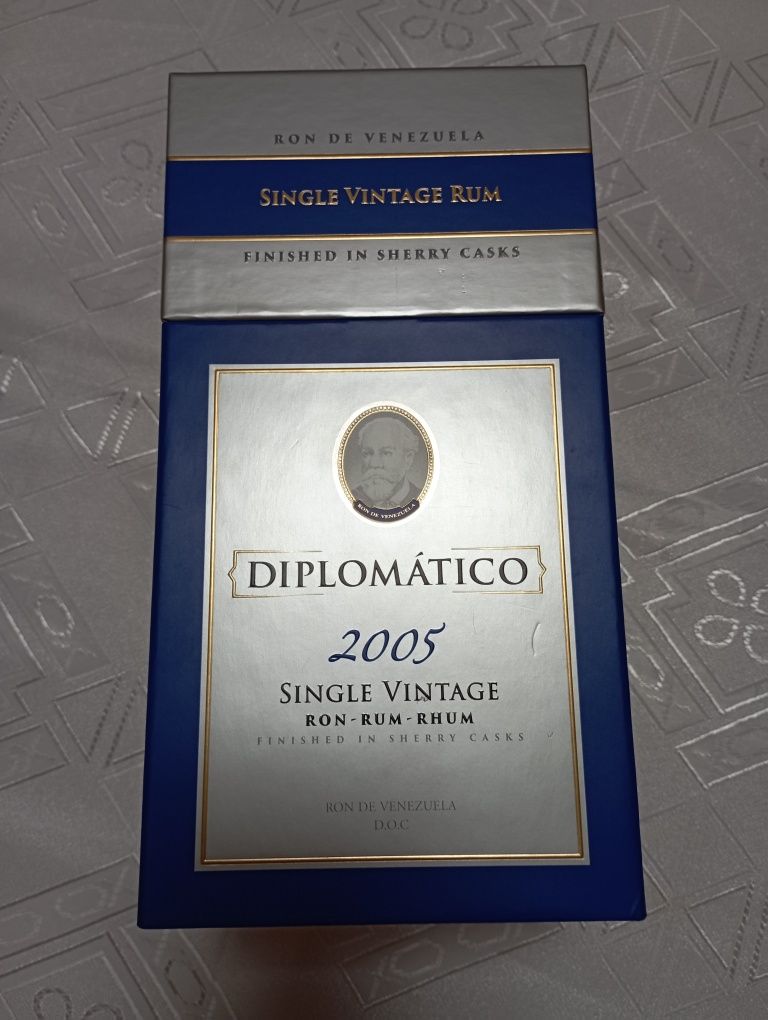 RON DE VENEZUELA
SINGLE VINTAGE RUM
FINISHED IN SHERRY CASKS
RON DE VENEZUELA
DIPLOMÁTICO
2005
SINGLE VINTAGE
RON-RUM-RHUM
FINISHED IN SHERRY CASKS
RON DE VENEZUELA
D.O.C